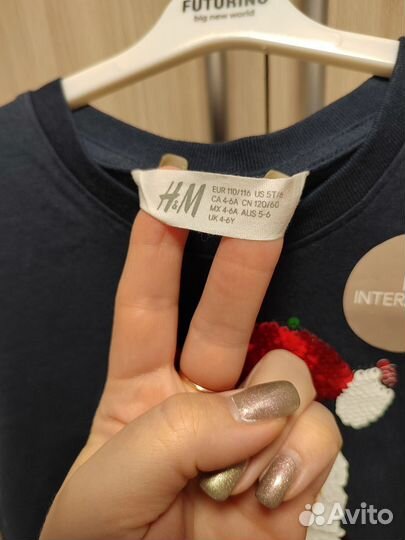 FUTURINO
big new world
H&M
EUR 110/116 US 5T/6
CA 4-6A CN 120/60
MX 4-6A AUS 5-6
UK 4-6Y
Avito